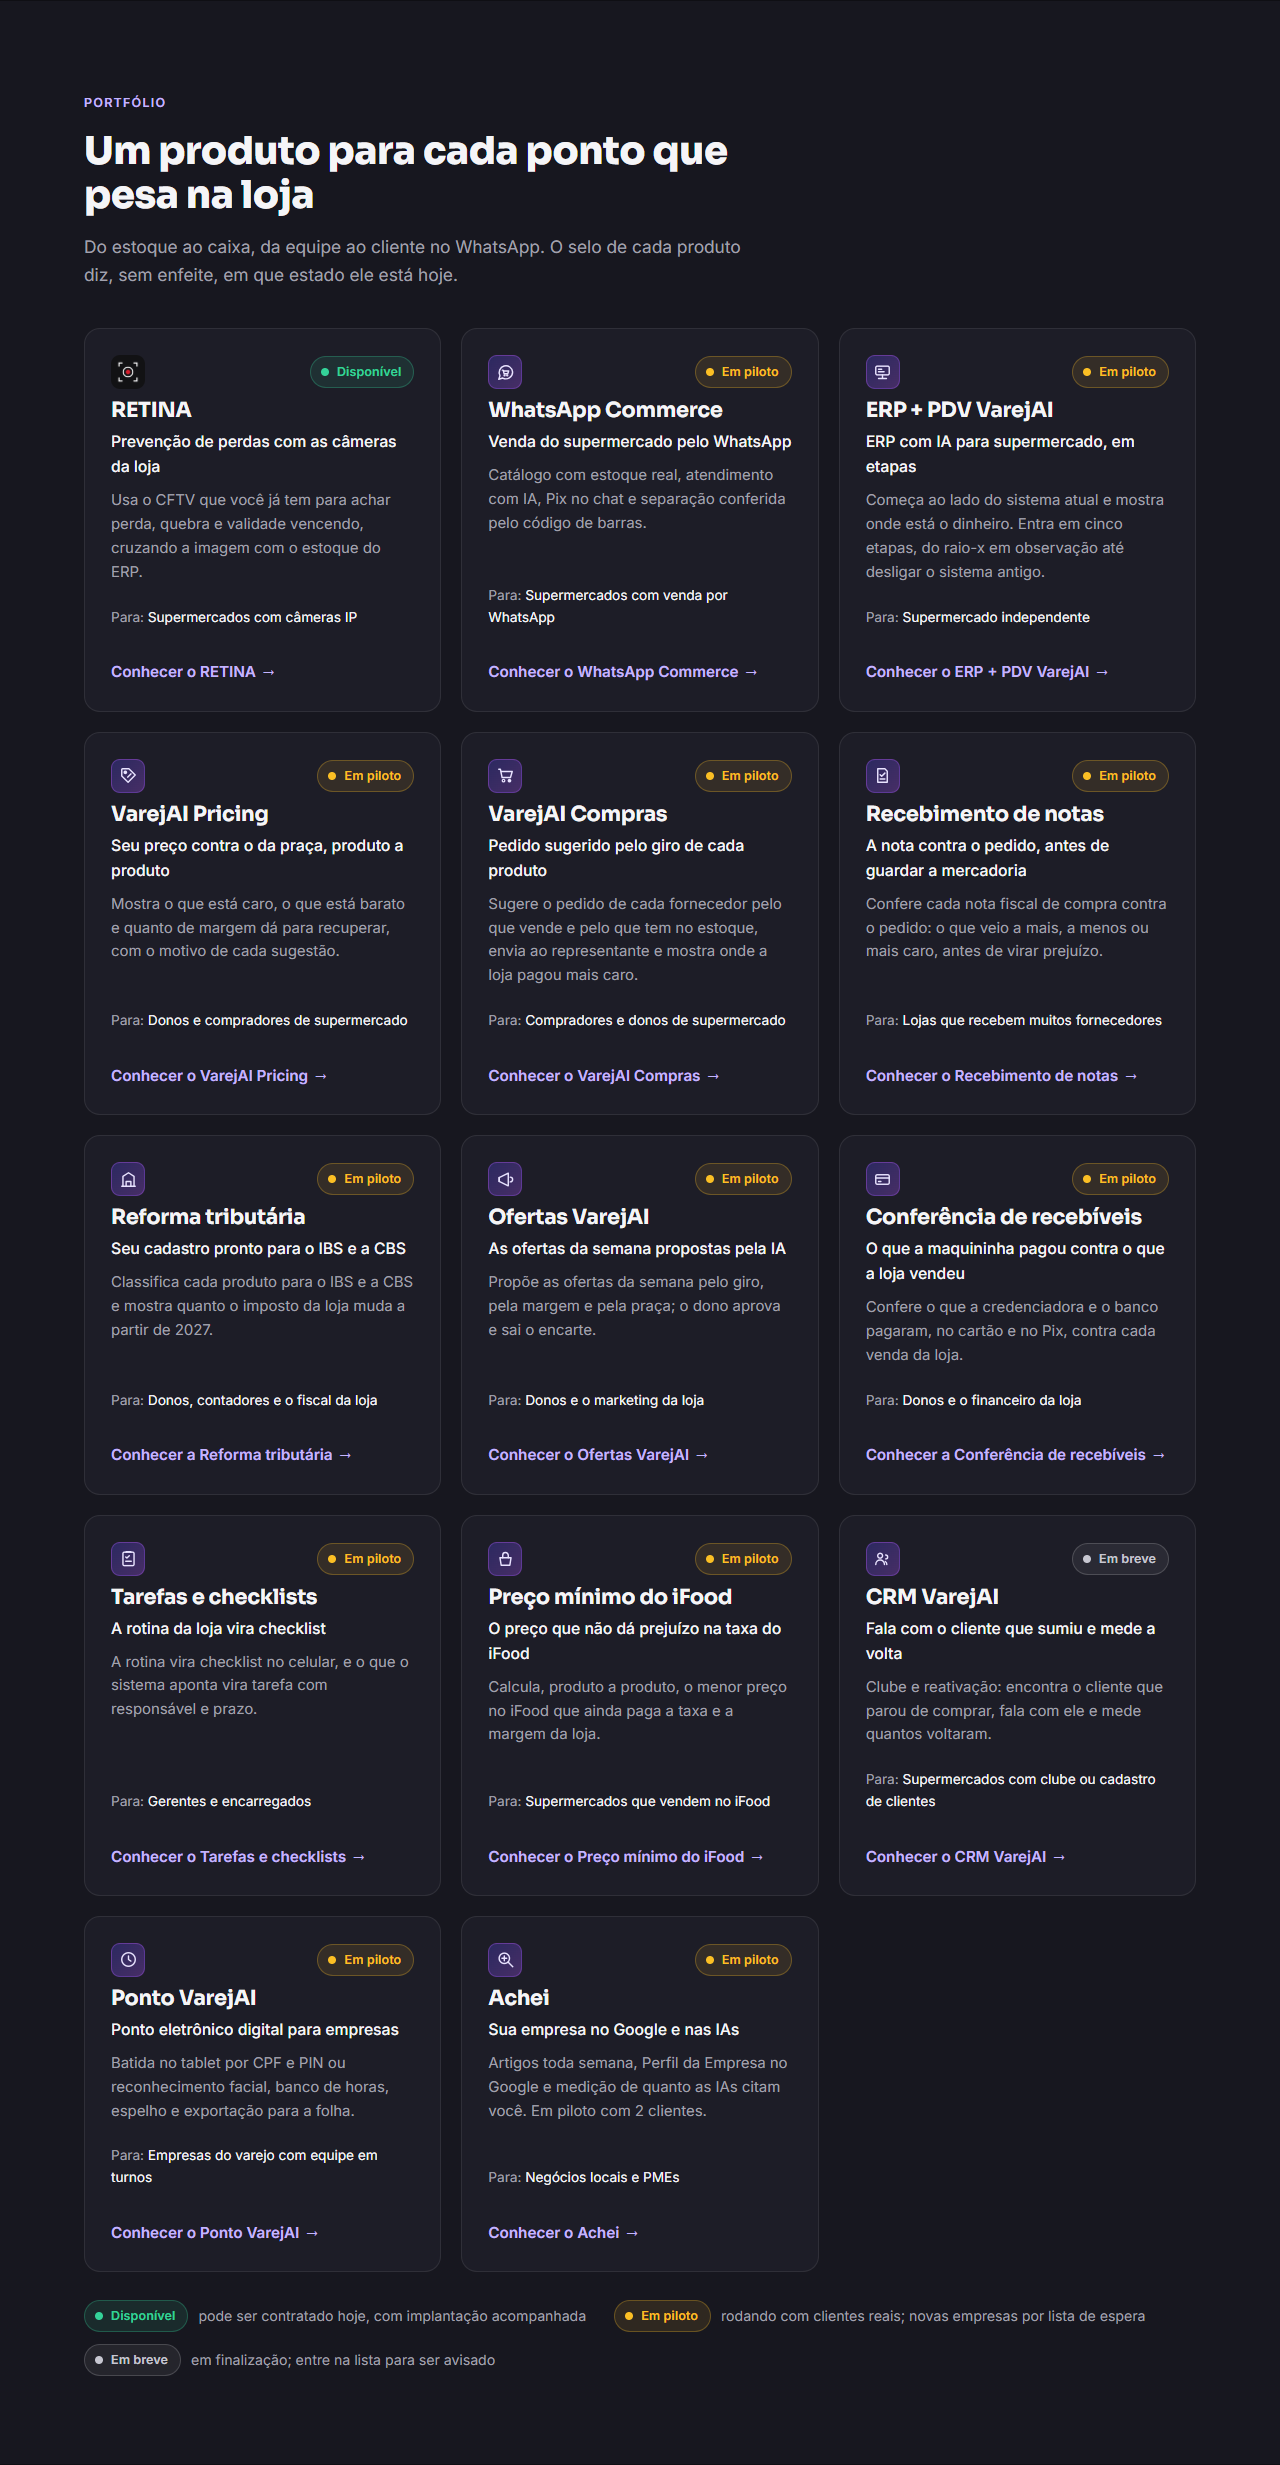 PORTFÓLIO
Um produto para cada ponto que
pesa na loja
Do estoque ao caixa, da equipe ao cliente no WhatsApp. O selo de cada produto
diz, sem enfeite, em que estado ele está hoje.
Disponível
RETINA
Prevenção de perdas com as câmeras
da loja
Usa o CFTV que você já tem para achar
perda, quebra e validade vencendo,
cruzando a imagem com o estoque do
ERP.
Para: Supermercados com câmeras IP
Conhecer o RETINA →
Em piloto
WhatsApp Commerce
Venda do supermercado pelo WhatsApp
Catálogo com estoque real, atendimento
com IA, Pix no chat e separação conferida
pelo código de barras.
Para: Supermercados com venda por
WhatsApp
Conhecer o WhatsApp Commerce →
Em piloto
ERP + PDV VarejAI
ERP com IA para supermercado, em
etapas
Começa ao lado do sistema atual e mostra
onde está o dinheiro. Entra em cinco
etapas, do raio-x em observação até
desligar o sistema antigo.
Para: Supermercado independente
Conhecer o ERP + PDV VarejAI →
Em piloto
VarejAI Pricing
Seu preço contra o da praça, produto a
produto
Mostra o que está caro, o que está barato
e quanto de margem dá para recuperar,
com o motivo de cada sugestão.
Para: Donos e compradores de supermercado
Conhecer o VarejAI Pricing →
Em piloto
VarejAI Compras
Pedido sugerido pelo giro de cada
produto
Sugere o pedido de cada fornecedor pelo
que vende e pelo que tem no estoque,
envia ao representante e mostra onde a
loja pagou mais caro.
Para: Compradores e donos de supermercado
Conhecer o VarejAI Compras →
Em piloto
Recebimento de notas
A nota contra o pedido, antes de
guardar a mercadoria
Confere cada nota fiscal de compra contra
o pedido: o que veio a mais, a menos ou
mais caro, antes de virar prejuízo.
Para: Lojas que recebem muitos fornecedores
Conhecer o Recebimento de notas →
Em piloto
Reforma tributária
Seu cadastro pronto para o IBS e a CBS
Classifica cada produto para o IBS e a CBS
e mostra quanto o imposto da loja muda a
partir de 2027.
Para: Donos, contadores e o fiscal da loja
Conhecer a Reforma tributária →
Em piloto
Ofertas VarejAI
As ofertas da semana propostas pela IA
Propõe as ofertas da semana pelo giro,
pela margem e pela praça; o dono aprova
e sai o encarte.
Para: Donos e o marketing da loja
Conhecer o Ofertas VarejAI →
Em piloto
Conferência de recebíveis
O que a maquininha pagou contra o que
a loja vendeu
Confere o que a credenciadora e o banco
pagaram, no cartão e no Pix, contra cada
venda da loja.
Para: Donos e o financeiro da loja
Conhecer a Conferência de recebíveis →
Em piloto
Tarefas e checklists
A rotina da loja vira checklist
A rotina vira checklist no celular, e o que o
sistema aponta vira tarefa com
responsável e prazo.
Para: Gerentes e encarregados
Conhecer o Tarefas e checklists →
Em piloto
Preço mínimo do iFood
O preço que não dá prejuízo na taxa do
iFood
Calcula, produto a produto, o menor preço
no iFood que ainda paga a taxa e a
margem da loja.
Para: Supermercados que vendem no iFood
Conhecer o Preço mínimo do iFood →
Em breve
CRM VarejAI
Fala com o cliente que sumiu e mede a
volta
Clube e reativação: encontra o cliente que
parou de comprar, fala com ele e mede
quantos voltaram.
Para: Supermercados com clube ou cadastro
de clientes
Conhecer o CRM VarejAI →
Em piloto
Ponto VarejAI
Ponto eletrônico digital para empresas
Batida no tablet por CPF e PIN ou
reconhecimento facial, banco de horas,
espelho e exportação para a folha.
Para: Empresas do varejo com equipe em
turnos
Conhecer o Ponto VarejAI →
Em piloto
Achei
Sua empresa no Google e nas IAs
Artigos toda semana, Perfil da Empresa no
Google e medição de quanto as IAs citam
você. Em piloto com 2 clientes.
Para: Negócios locais e PMEs
Conhecer o Achei →
Disponível pode ser contratado hoje, com implantação acompanhada
Em piloto rodando com clientes reais; novas empresas por lista de espera
Em breve em finalização; entre na lista para ser avisado